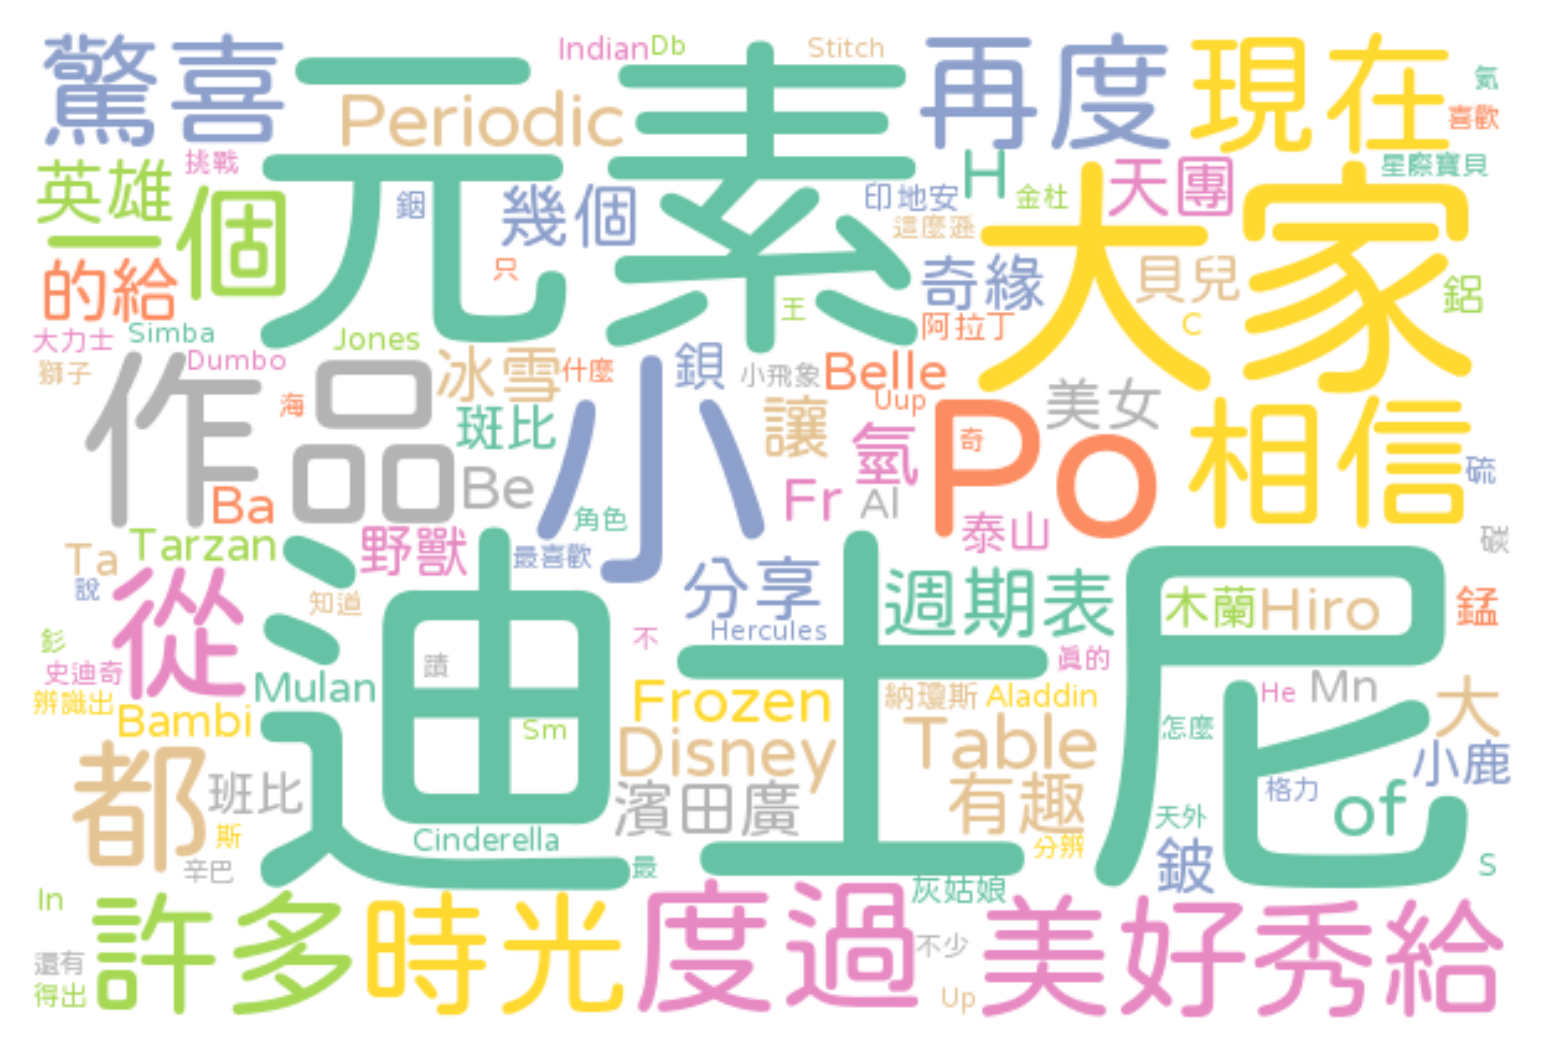 驚喜
元素
Indian
Db
Stitch
再度
現在
氦
喜歡
Periodic
英雄
挑戰
一個
銦
幾個
印地安
H
金杜
天團
星際寶貝
這麼遜
大家
的給
只
奇緣
貝兒
鋁
王
阿拉丁
C
大力士
Simba
Jones
Dumbo
獅子
冰雪
什麼
鋇
小飛象
Belle
Uup
美女
作品
海
斑比
小
讓
氫
Po
奇
相信
硫
Be
Ba
Fr
Al
角色
泰山
碳
Ta
Tarzan
野獸
最喜歡
說
從
知道
分享
週期表
木蘭
Hiro
錳
迪士尼
Hercules
不
彭
史迪奇
蹟
真的
Mulan
辨識出
Bambi
Frozen
納瓊斯
Aladdin
He
Mn
大
Sm
Disney
Table
怎麼
小鹿
都
班比
濱田廣
有趣
格力
of
天外
斯
Cinderella
分辨
鈹
辛巴
最
灰姑娘
S
In
許多
時光
度過
不少
美好
秀給
還有
得出
Up